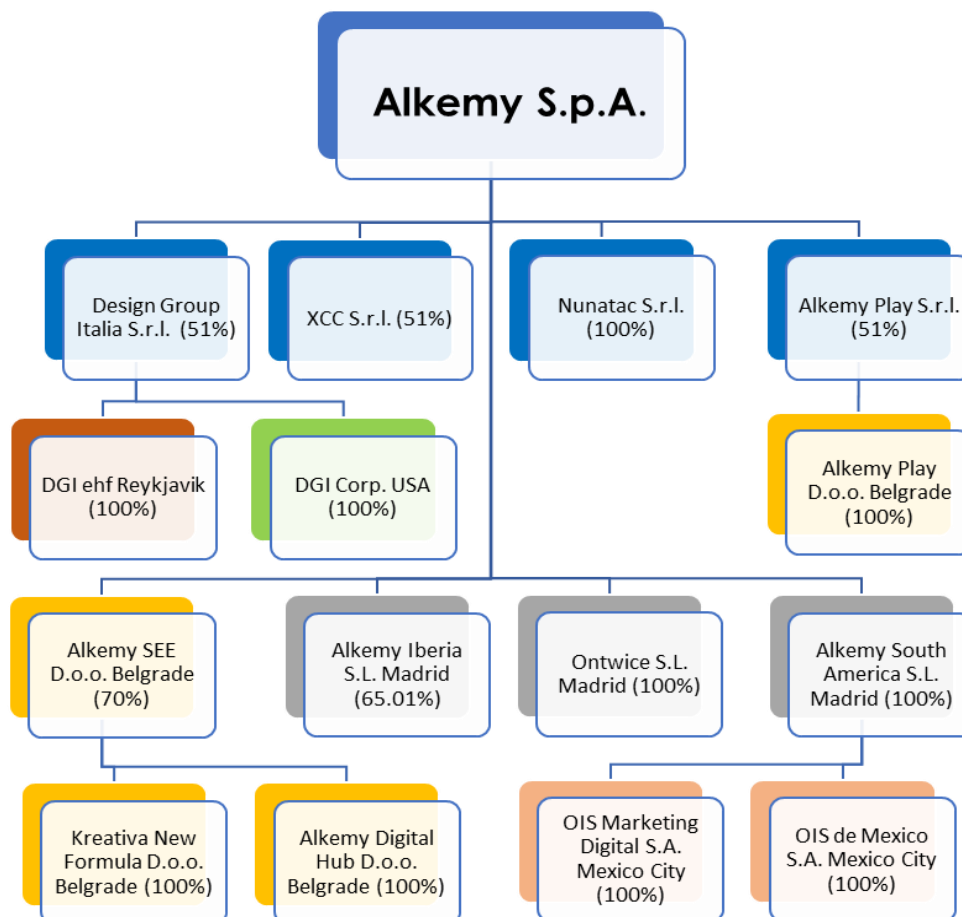 Alkemy S.p.A.
Design Group
Italia S.r.l. (51%)
XCC S.r.l. (51%)
Nunatac S.r.l.
(100%)
Alkemy Play S.r.l.
(51%)
DGI ehf Reykjavik
(100%)
DGI Corp. USA
(100%)
Alkemy Play
D.o.o. Belgrade
(100%)
Alkemy SEE
D.o.o. Belgrade
(70%)
Alkemy Iberia
S.L. Madrid
(65.01%)
Ontwice S.L.
Madrid (100%)
Alkemy South
America S.L.
Madrid (100%)
Kreativa New
Formula D.o.o.
Belgrade (100%)
Alkemy Digital
Hub D.o.o.
Belgrade (100%)
OIS Marketing
Digital S.A.
Mexico City
(100%)
OIS de Mexico
S.A. Mexico City
(100%)